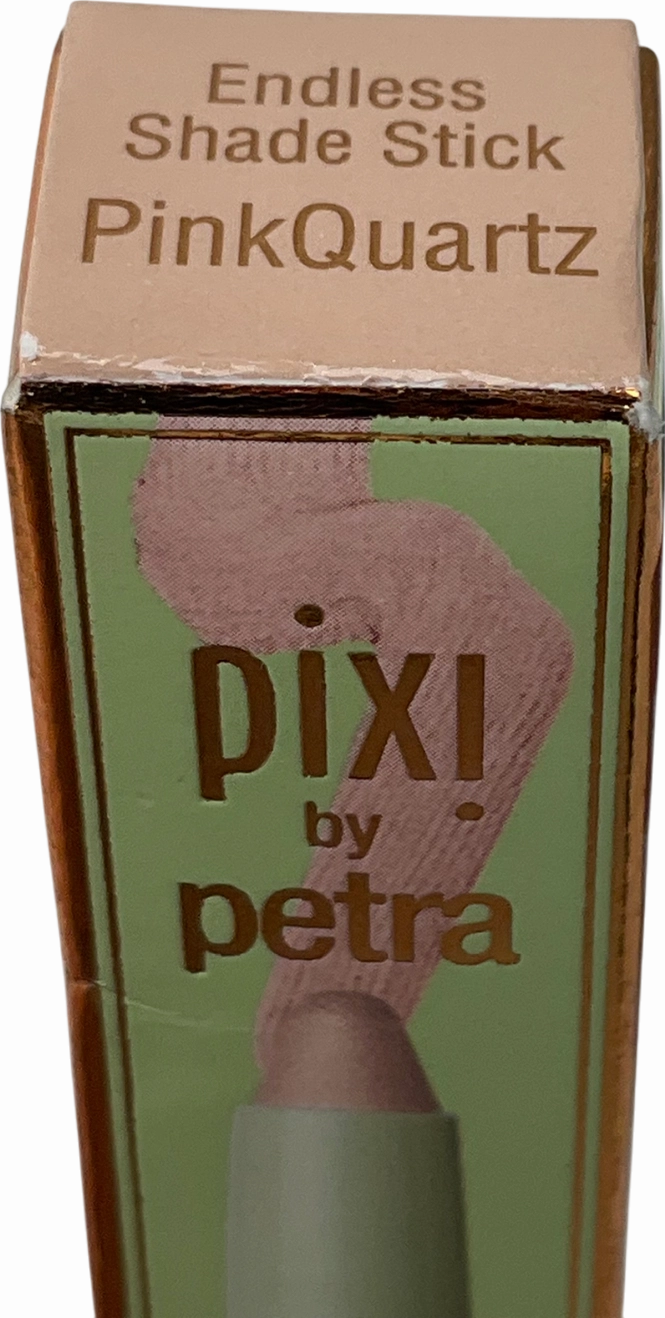 Endless
Shade Stick
PinkQuartz
pixi
by
petra